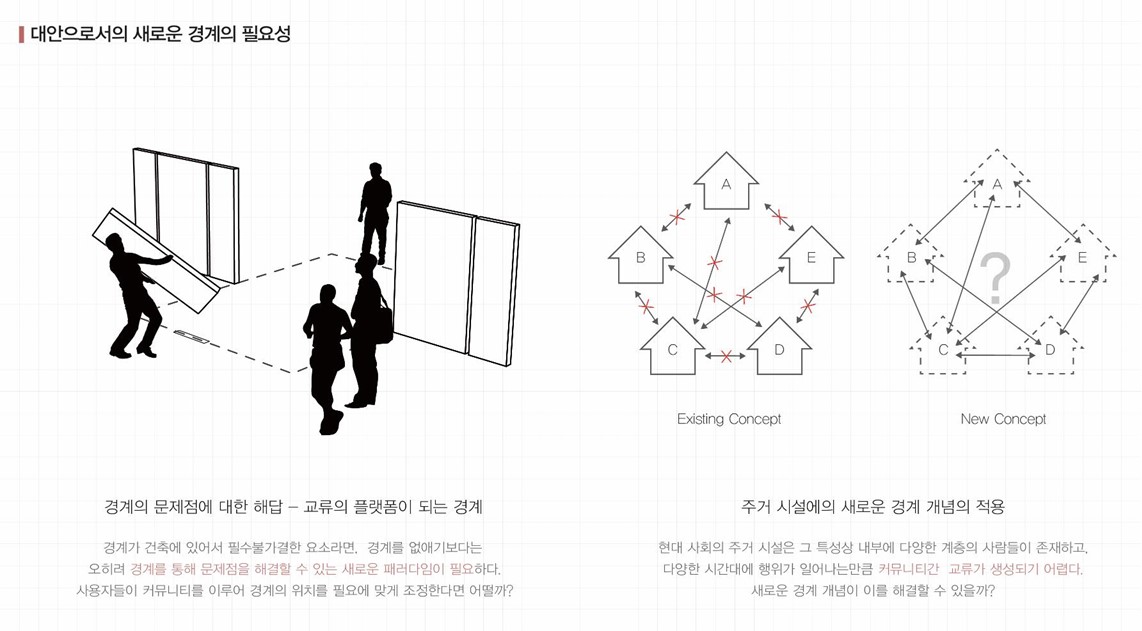 대안으로서의 새로운 경계의 필요성
A
B
E
C
D
Existing Concept
A
B
E
?
C
D
New Concept
경계의 문제점에 대한 해답 – 교류의 플랫폼이 되는 경계
경계가 건축에 있어서 필수불가결한 요소라면, 경계를 없애기보다는
오히려 경계를 통해 문제점을 해결할 수 있는 새로운 패러다임이 필요하다.
사용자들이 커뮤니티를 이루어 경계의 위치를 필요에 맞게 조정한다면 어떨까?
주거 시설에의 새로운 경계 개념의 적용
현대 사회의 주거 시설은 그 특성상 내부에 다양한 계층의 사람들이 존재하고,
다양한 시간대에 행위가 일어나는만큼 커뮤니티간 교류가 생성되기 어렵다.
새로운 경계 개념이 이를 해결할 수 있을까?